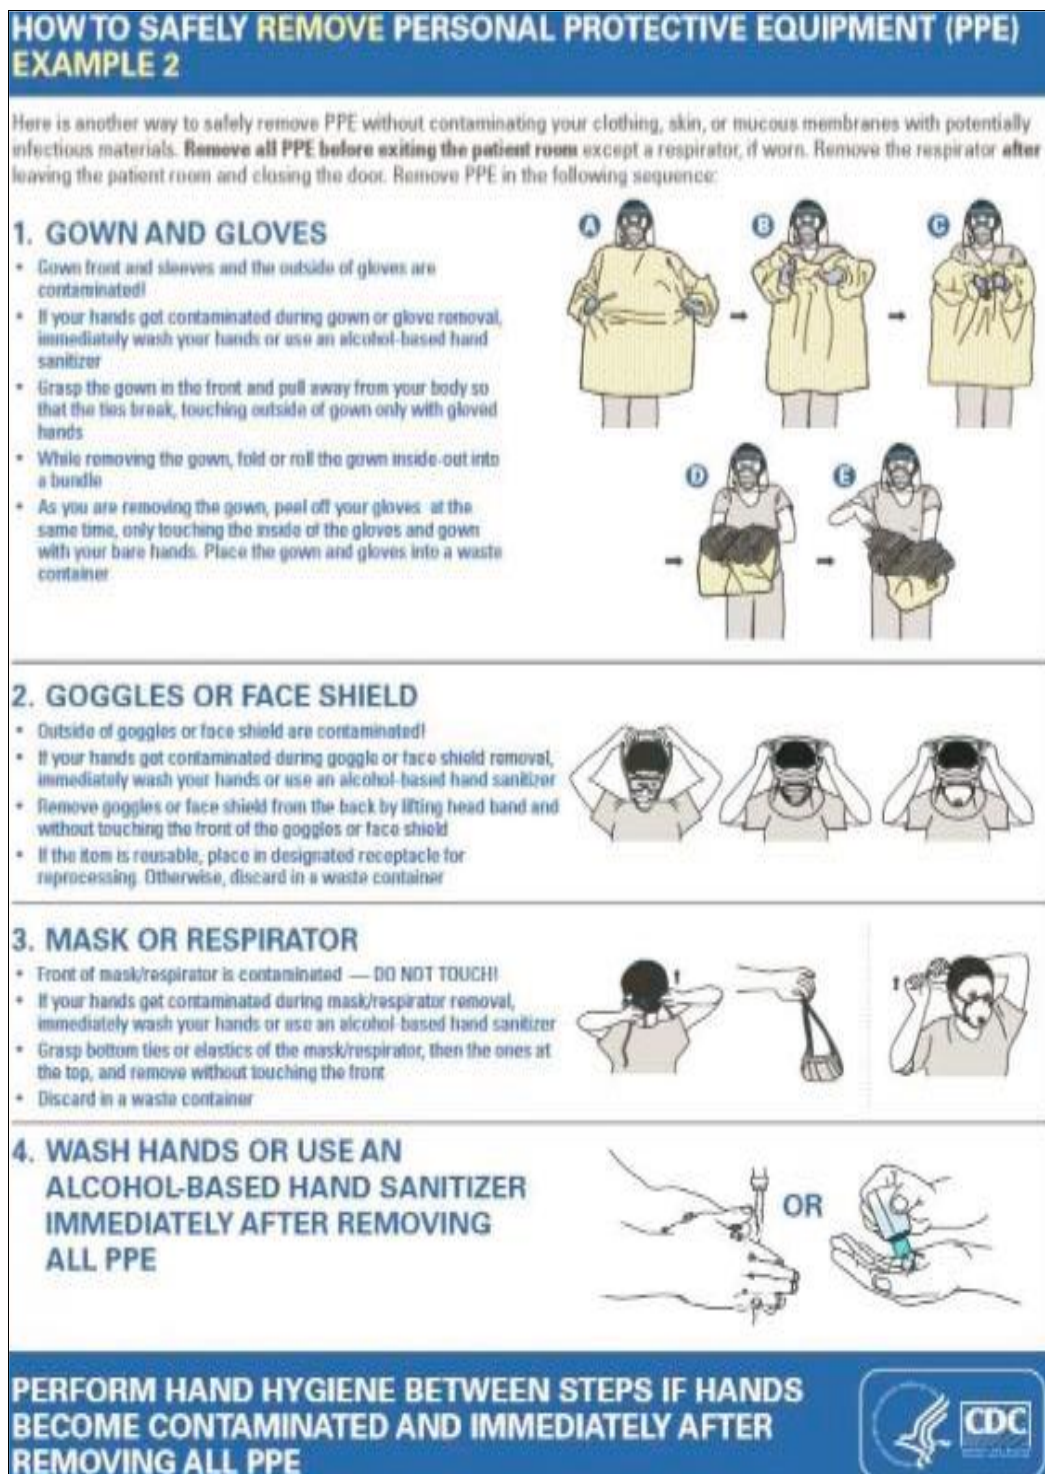 HOW TO SAFELY REMOVE PERSONAL PROTECTIVE EQUIPMENT (PPE)
EXAMPLE 2
Here is another way to safely remove PPE without contaminating your clothing, skin, or mucous membranes with potentially
infectious materials. Remove all PPE before exiting the patient room except a respirator, if worn. Remove the respirator after
leaving the patient room and closing the door. Remove PPE in the following sequence:
1. GOWN AND GLOVES
• Gown front and sleeves and the outside of gloves are
contaminated!
• If your hands get contaminated during gown or glove removal,
immediately wash your hands or use an alcohol-based hand
sanitizer
• Grasp the gown in the front and pull away from your body so
that the ties break, touching outside of gown only with gloved
hands
• While removing the gown, fold or roll the gown inside-out into
a bundle
• As you are removing the gown, peel off your gloves at the
same time, only touching the inside of the gloves and gown
with your bare hands. Place the gown and gloves into a waste
container
A
B
C
D
E
2. GOGGLES OR FACE SHIELD
• Outside of goggles or face shield are contaminated!
• If your hands get contaminated during goggle or face shield removal,
immediately wash your hands or use an alcohol-based hand sanitizer
• Remove goggles or face shield from the back by lifting head band and
without touching the front of the goggles or face shield
• If the item is reusable, place in designated receptacle for
reprocessing. Otherwise, discard in a waste container
3. MASK OR RESPIRATOR
• Front of mask/respirator is contaminated — DO NOT TOUCH!
• If your hands get contaminated during mask/respirator removal,
immediately wash your hands or use an alcohol-based hand sanitizer
• Grasp bottom ties or elastics of the mask/respirator, then the ones at
the top, and remove without touching the front
• Discard in a waste container
4. WASH HANDS OR USE AN
ALCOHOL-BASED HAND SANITIZER
IMMEDIATELY AFTER REMOVING
ALL PPE
OR
PERFORM HAND HYGIENE BETWEEN STEPS IF HANDS
BECOME CONTAMINATED AND IMMEDIATELY AFTER
REMOVING ALL PPE
CDC